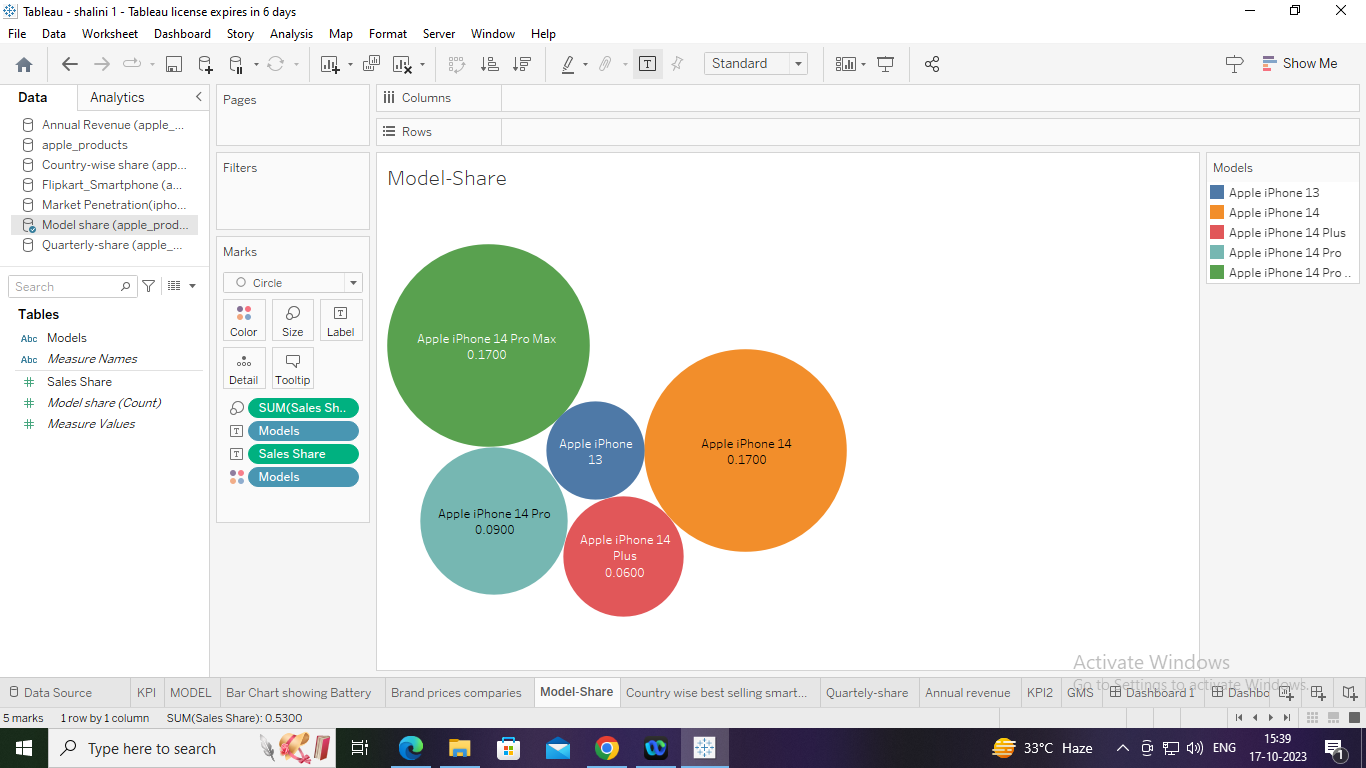 Tableau - shalini 1 - Tableau license expires in 6 days
File Data Worksheet Dashboard Story Analysis Map Format Server Window Help
Standard
Show Me
Data Analytics
Annual Revenue (apple_...
apple_products
Country-wise share (app...
Flipkart_Smartphone (a...
Market Penetration(ipho...
Model share (apple_prod...
Quarterly-share (apple_...
Search
Tables
Abc Models
Abc Measure Names
Sales Share
Model share (Count)
Measure Values
Pages
Filters
Marks
Circle
Color Size Label
Detail Tooltip
SUM(Sales Sh..
Models
Sales Share
Models
Columns
Rows
Model-Share
Apple iPhone 14 Pro Max
0.1700
Apple iPhone
13
Apple iPhone 14
0.1700
Apple iPhone 14 Pro
0.0900
Apple iPhone 14
Plus
0.0600
Models
Apple iPhone 13
Apple iPhone 14
Apple iPhone 14 Plus
Apple iPhone 14 Pro
Apple iPhone 14 Pro ..
Activate Windows
Go to Settings to activate Windows.
Data Source KPI MODEL Bar Chart showing Battery Brand prices companies Model-Share Country wise best selling smart... Quartely-share Annual revenue KPI2 GMS Dashboard 1 Dashbo
5 marks 1 row by 1 column SUM(Sales Share): 0.5300
Type here to search
33°C Haze
ENG
15:39
17-10-2023
1